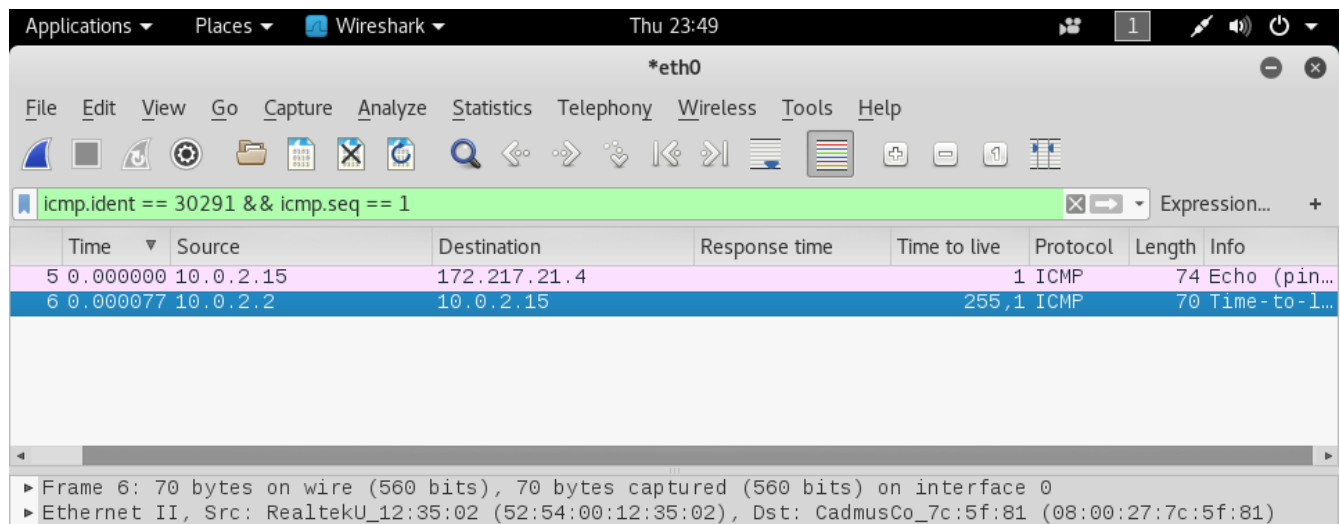 Applications Places Wireshark Thu 23:49 1
*eth0
File Edit View Go Capture Analyze Statistics Telephony Wireless Tools Help
icmp.ident == 30291 && icmp.seq == 1 Expression... +
Time Source Destination Response time Time to live Protocol Length Info
5 0.000000 10.0.2.15 172.217.21.4 1 ICMP 74 Echo (pin…
6 0.000077 10.0.2.2 10.0.2.15 255,1 ICMP 70 Time-to-l…
Frame 6: 70 bytes on wire (560 bits), 70 bytes captured (560 bits) on interface 0
Ethernet II, Src: RealtekU_12:35:02 (52:54:00:12:35:02), Dst: CadmusCo_7c:5f:81 (08:00:27:7c:5f:81)